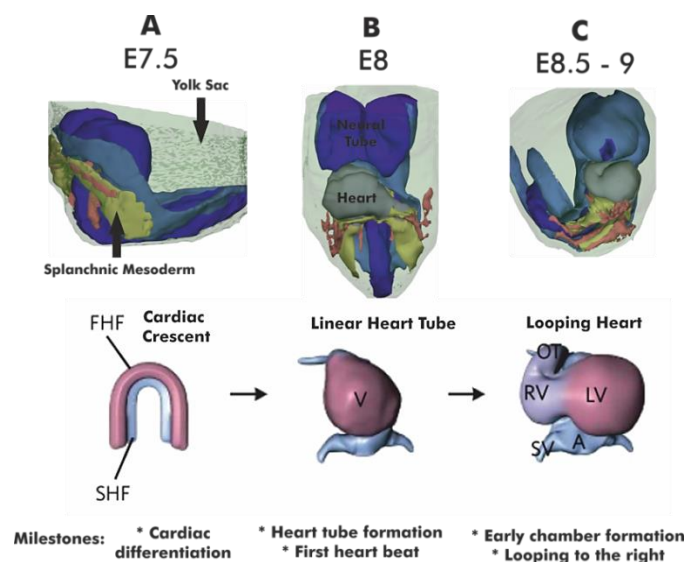 A
B
C
E7.5
E8
E8.5 - 9
Yolk Sac
Neural
Tube
Heart
Splanchnic Mesoderm
FHF
Cardiac
Crescent
Linear Heart Tube
Looping Heart
OT
RV
LV
V
SV
A
SHF
Milestones:
* Cardiac
differentiation
* Heart tube formation
* First heart beat
* Early chamber formation
* Looping to the right